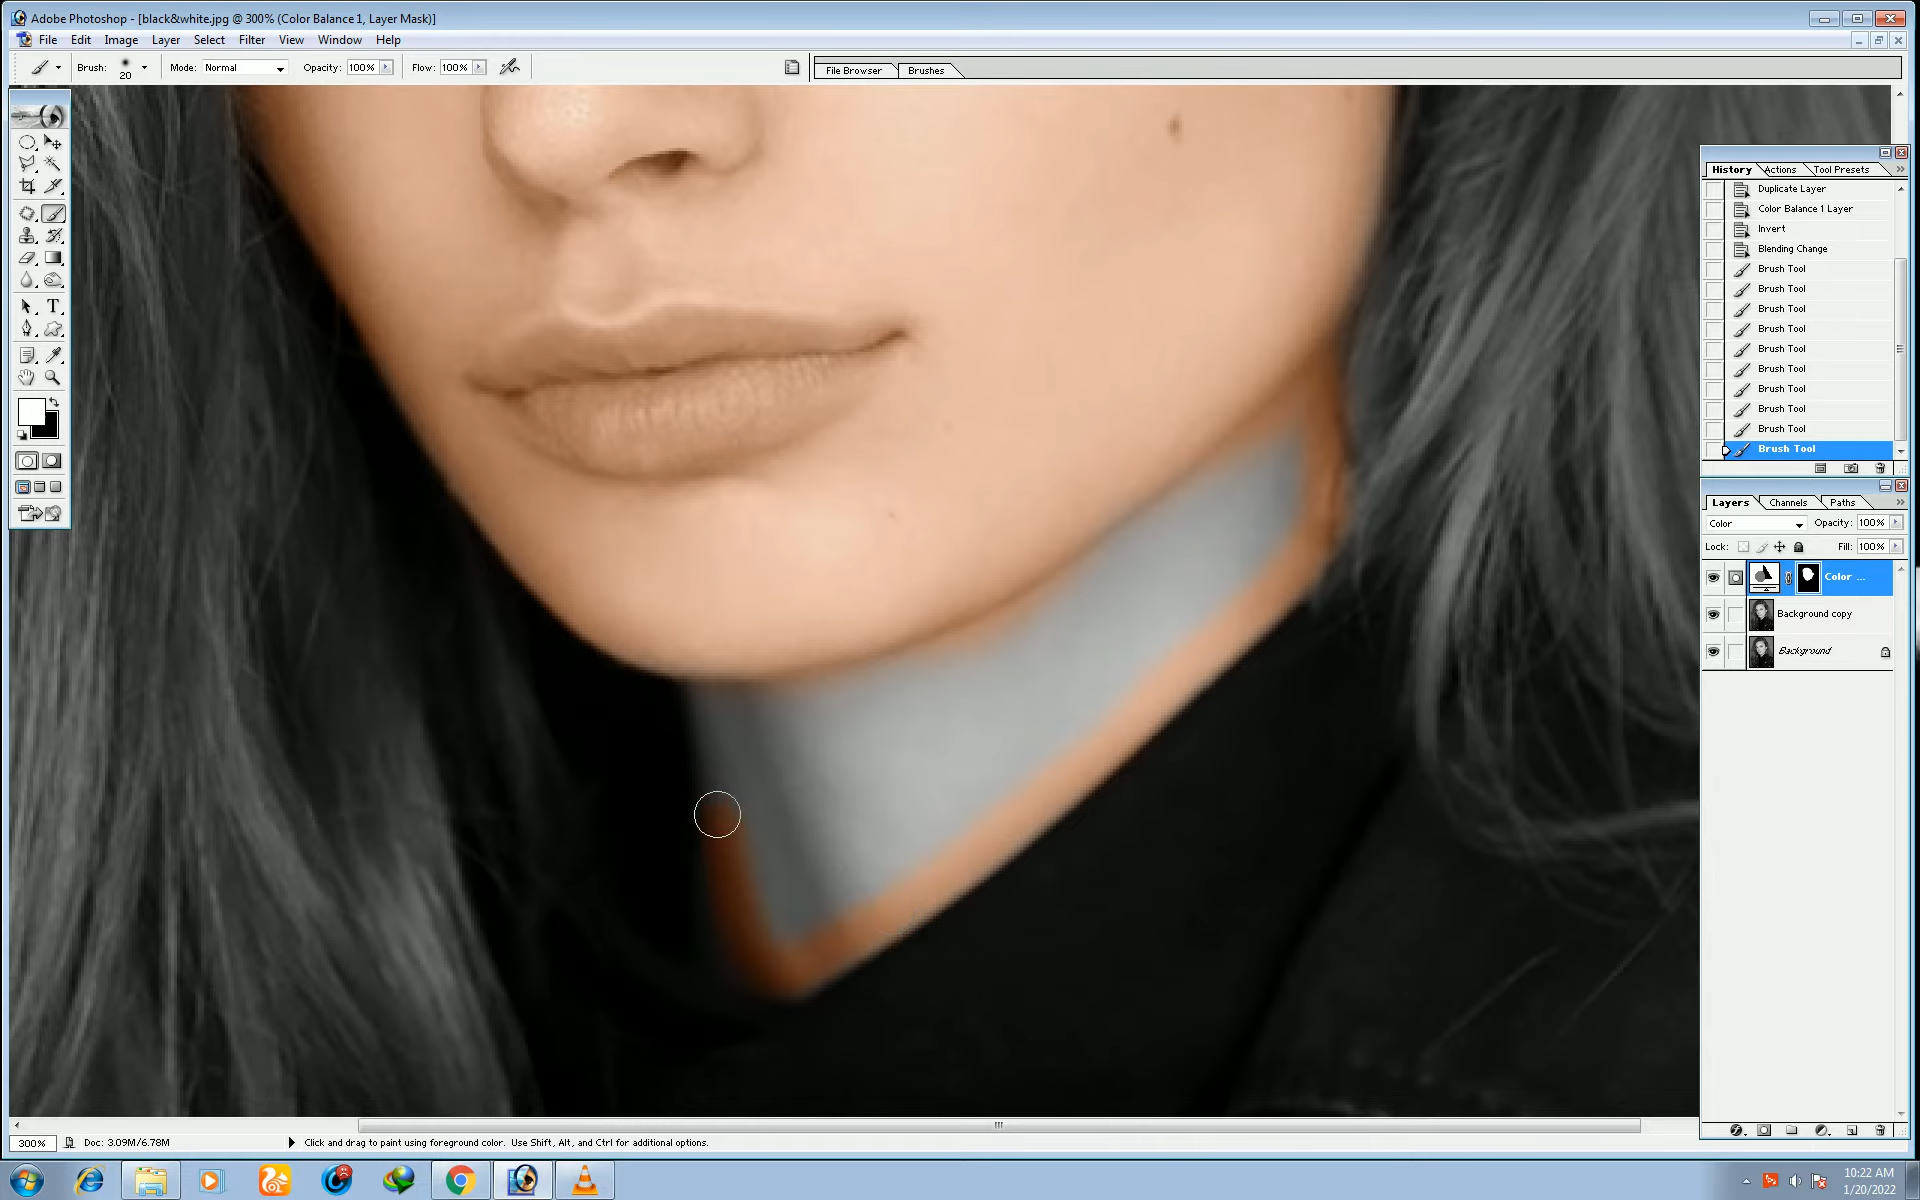 Adobe Photoshop - [black&white.jpg @ 300% (Color Balance 1, Layer Mask)]
File Edit Image Layer Select Filter View Window Help
Brush: 20 Mode: Normal Opacity: 100% Flow: 100% File Browser Brushes
History Actions Tool Presets
Duplicate Layer
Color Balance 1 Layer
Invert
Blending Change
Brush Tool
Brush Tool
Brush Tool
Brush Tool
Brush Tool
Brush Tool
Brush Tool
Brush Tool
Brush Tool
Brush Tool
Layers Channels Paths
Color Opacity: 100%
Lock: Fill: 100%
Color ...
Background copy
Background
300% Doc: 3.09M/6.78M Click and drag to paint using foreground color. Use Shift, Alt, and Ctrl for additional options.
10:22 AM
1/20/2022